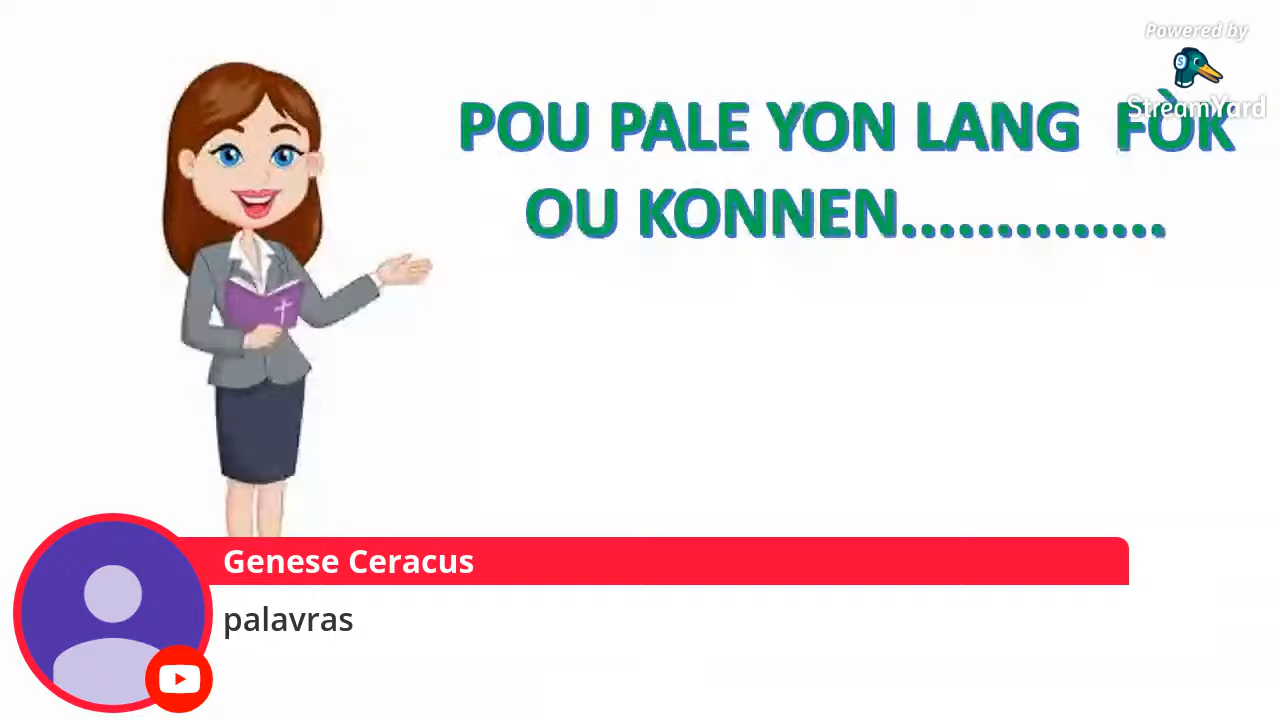 Powered by
StreamYard
POU PALE YON LANG FÒK
OU KONNEN..............
Genese Ceracus
palavras